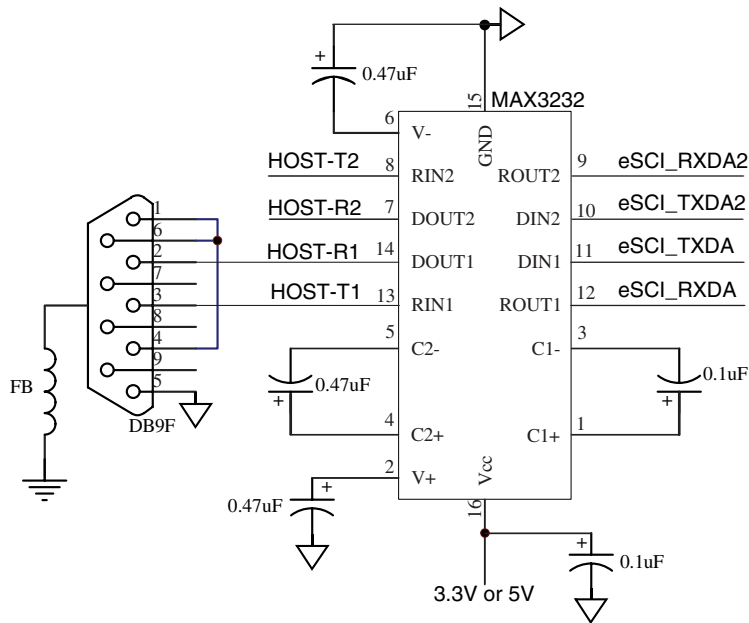 +
0.47uF
15
MAX3232
6
V-
GND
HOST-T2
8
RIN2
ROUT2
9
eSCI_RXDA2
HOST-R2
7
DOUT2
DIN2
10
eSCI_TXDA2
HOST-R1
14
DOUT1
DIN1
11
eSCI_TXDA
HOST-T1
13
RIN1
ROUT1
12
eSCI_RXDA
1
6
2
7
3
8
4
9
5
DB9F
FB
5
C2-
C1-
3
0.47uF
+
0.1uF
+
4
C2+
C1+
1
2
V+
Vcc
16
0.47uF
+
+
0.1uF
3.3V or 5V